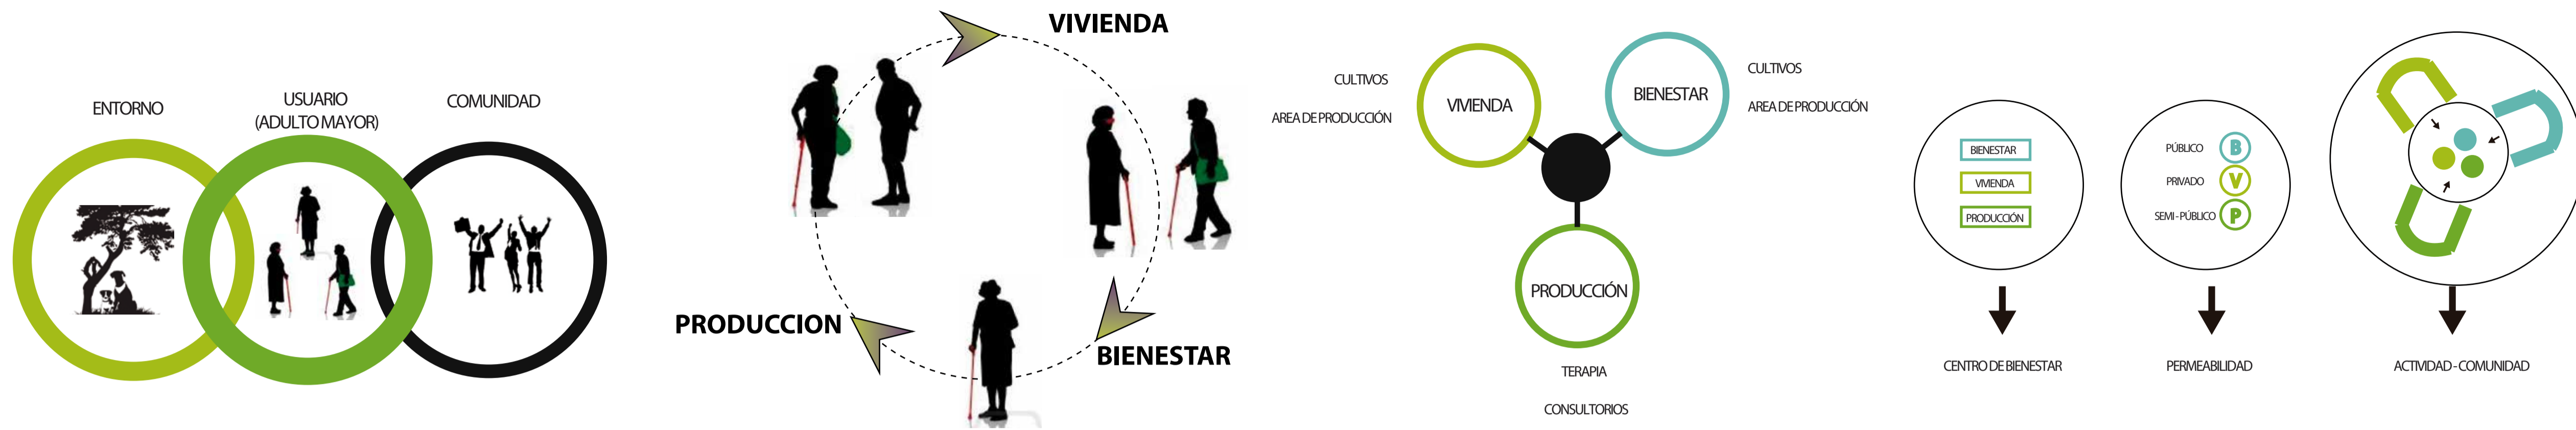 ENTORNO
USUARIO
(ADULTO MAYOR)
COMUNIDAD
VIVIENDA
PRODUCCION
BIENESTAR
CULTIVOS
AREA DE PRODUCCIÓN
VIVIENDA
BIENESTAR
CULTIVOS
AREA DE PRODUCCIÓN
PRODUCCIÓN
TERAPIA
CONSULTORIOS
BIENESTAR
VIVIENDA
PRODUCCIÓN
CENTRO DE BIENESTAR
PÚBLICO B
PRIVADO V
SEMI-PÚBLICO P
PERMEABILIDAD
ACTIVIDAD-COMUNIDAD